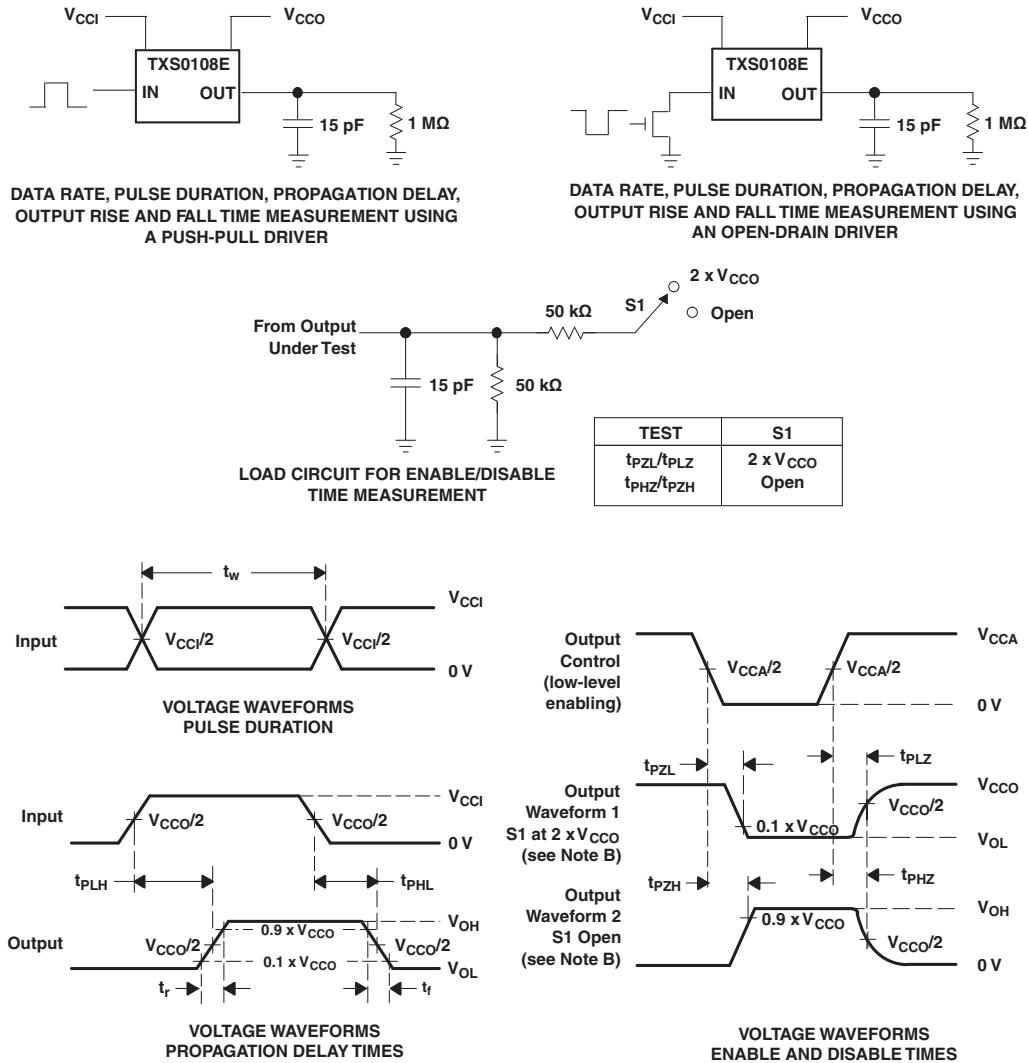 VCCI VCCO
TXS0108E
IN OUT
15 pF 1 MΩ
DATA RATE, PULSE DURATION, PROPAGATION DELAY,
OUTPUT RISE AND FALL TIME MEASUREMENT USING
A PUSH-PULL DRIVER
VCCI VCCO
TXS0108E
IN OUT
15 pF 1 MΩ
DATA RATE, PULSE DURATION, PROPAGATION DELAY,
OUTPUT RISE AND FALL TIME MEASUREMENT USING
AN OPEN-DRAIN DRIVER
2 x VCCO
S1
Open
50 kΩ
From Output
Under Test
15 pF 50 kΩ
LOAD CIRCUIT FOR ENABLE/DISABLE
TIME MEASUREMENT
TEST S1
tPZL/tPLZ 2 x VCCO
tPHZ/tPZH Open
tw
VCCI
Input VCCI/2 VCCI/2
0 V
VOLTAGE WAVEFORMS
PULSE DURATION
VCCI
Input VCCO/2 VCCO/2
0 V
tPLH tPHL
VOH
0.9 x VCCO
Output VCCO/2 VCCO/2
0.1 x VCCO
VOL
tr tf
VOLTAGE WAVEFORMS
PROPAGATION DELAY TIMES
VCCA
Output
Control
(low-level
enabling)
VCCA/2 VCCA/2
0 V
tPZL tPLZ
VCCO
Output
Waveform 1
S1 at 2 x VCCO
(see Note B)
VCCO/2
0.1 x VCCO
VOL
tPZH tPHZ
Output
Waveform 2
S1 Open
(see Note B)
VOH
0.9 x VCCO
VCCO/2
0 V
VOLTAGE WAVEFORMS
ENABLE AND DISABLE TIMES